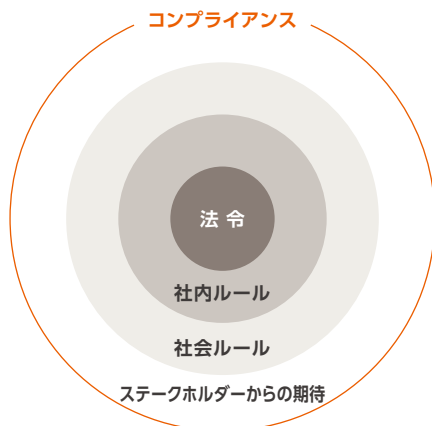 コンプライアンス
法令
社内ルール
社会ルール
ステークホルダーからの期待